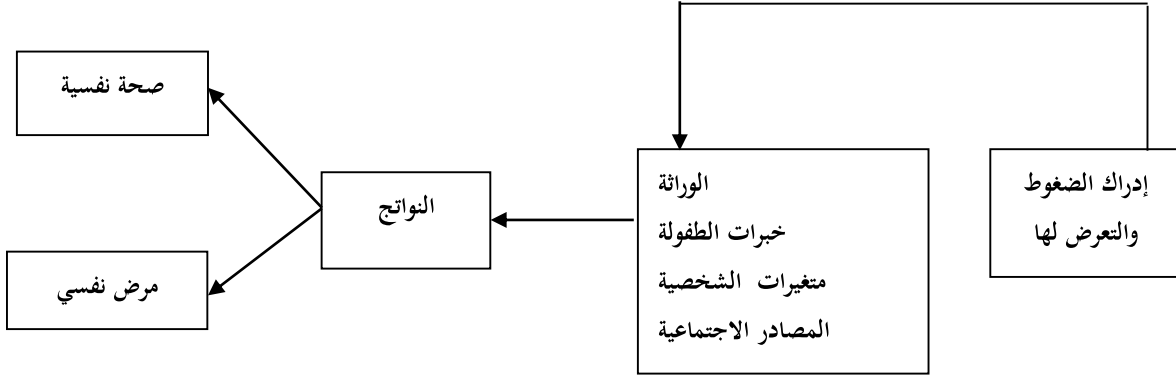 إدراك الضغوط
والتعرض لها
الوراثة
خبرات الطفولة
متغيرات الشخصية
المصادر الاجتماعية
النواتج
صحة نفسية
مرض نفسي